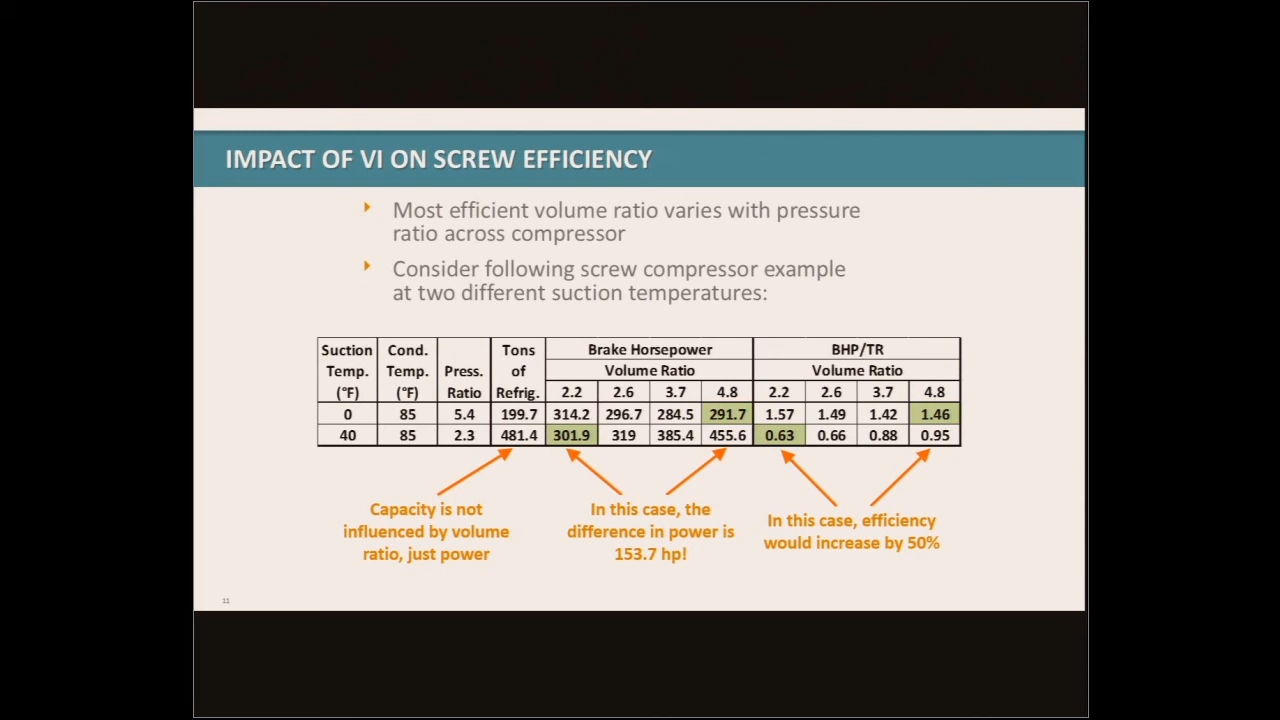 IMPACT OF VI ON SCREW EFFICIENCY
Most efficient volume ratio varies with pressure
ratio across compressor
Consider following screw compressor example
at two different suction temperatures:
Suction Cond. Tons Brake Horsepower BHP/TR
Temp. Temp. Press. of Volume Ratio Volume Ratio
(°F) (°F) Ratio Refrig. 2.2 2.6 3.7 4.8 2.2 2.6 3.7 4.8
0 85 5.4 199.7 314.2 296.7 284.5 291.7 1.57 1.49 1.42 1.46
40 85 2.3 481.4 301.9 319 385.4 455.6 0.63 0.66 0.88 0.95
Capacity is not
influenced by volume
ratio, just power
In this case, the
difference in power is
153.7 hp!
In this case, efficiency
would increase by 50%
11